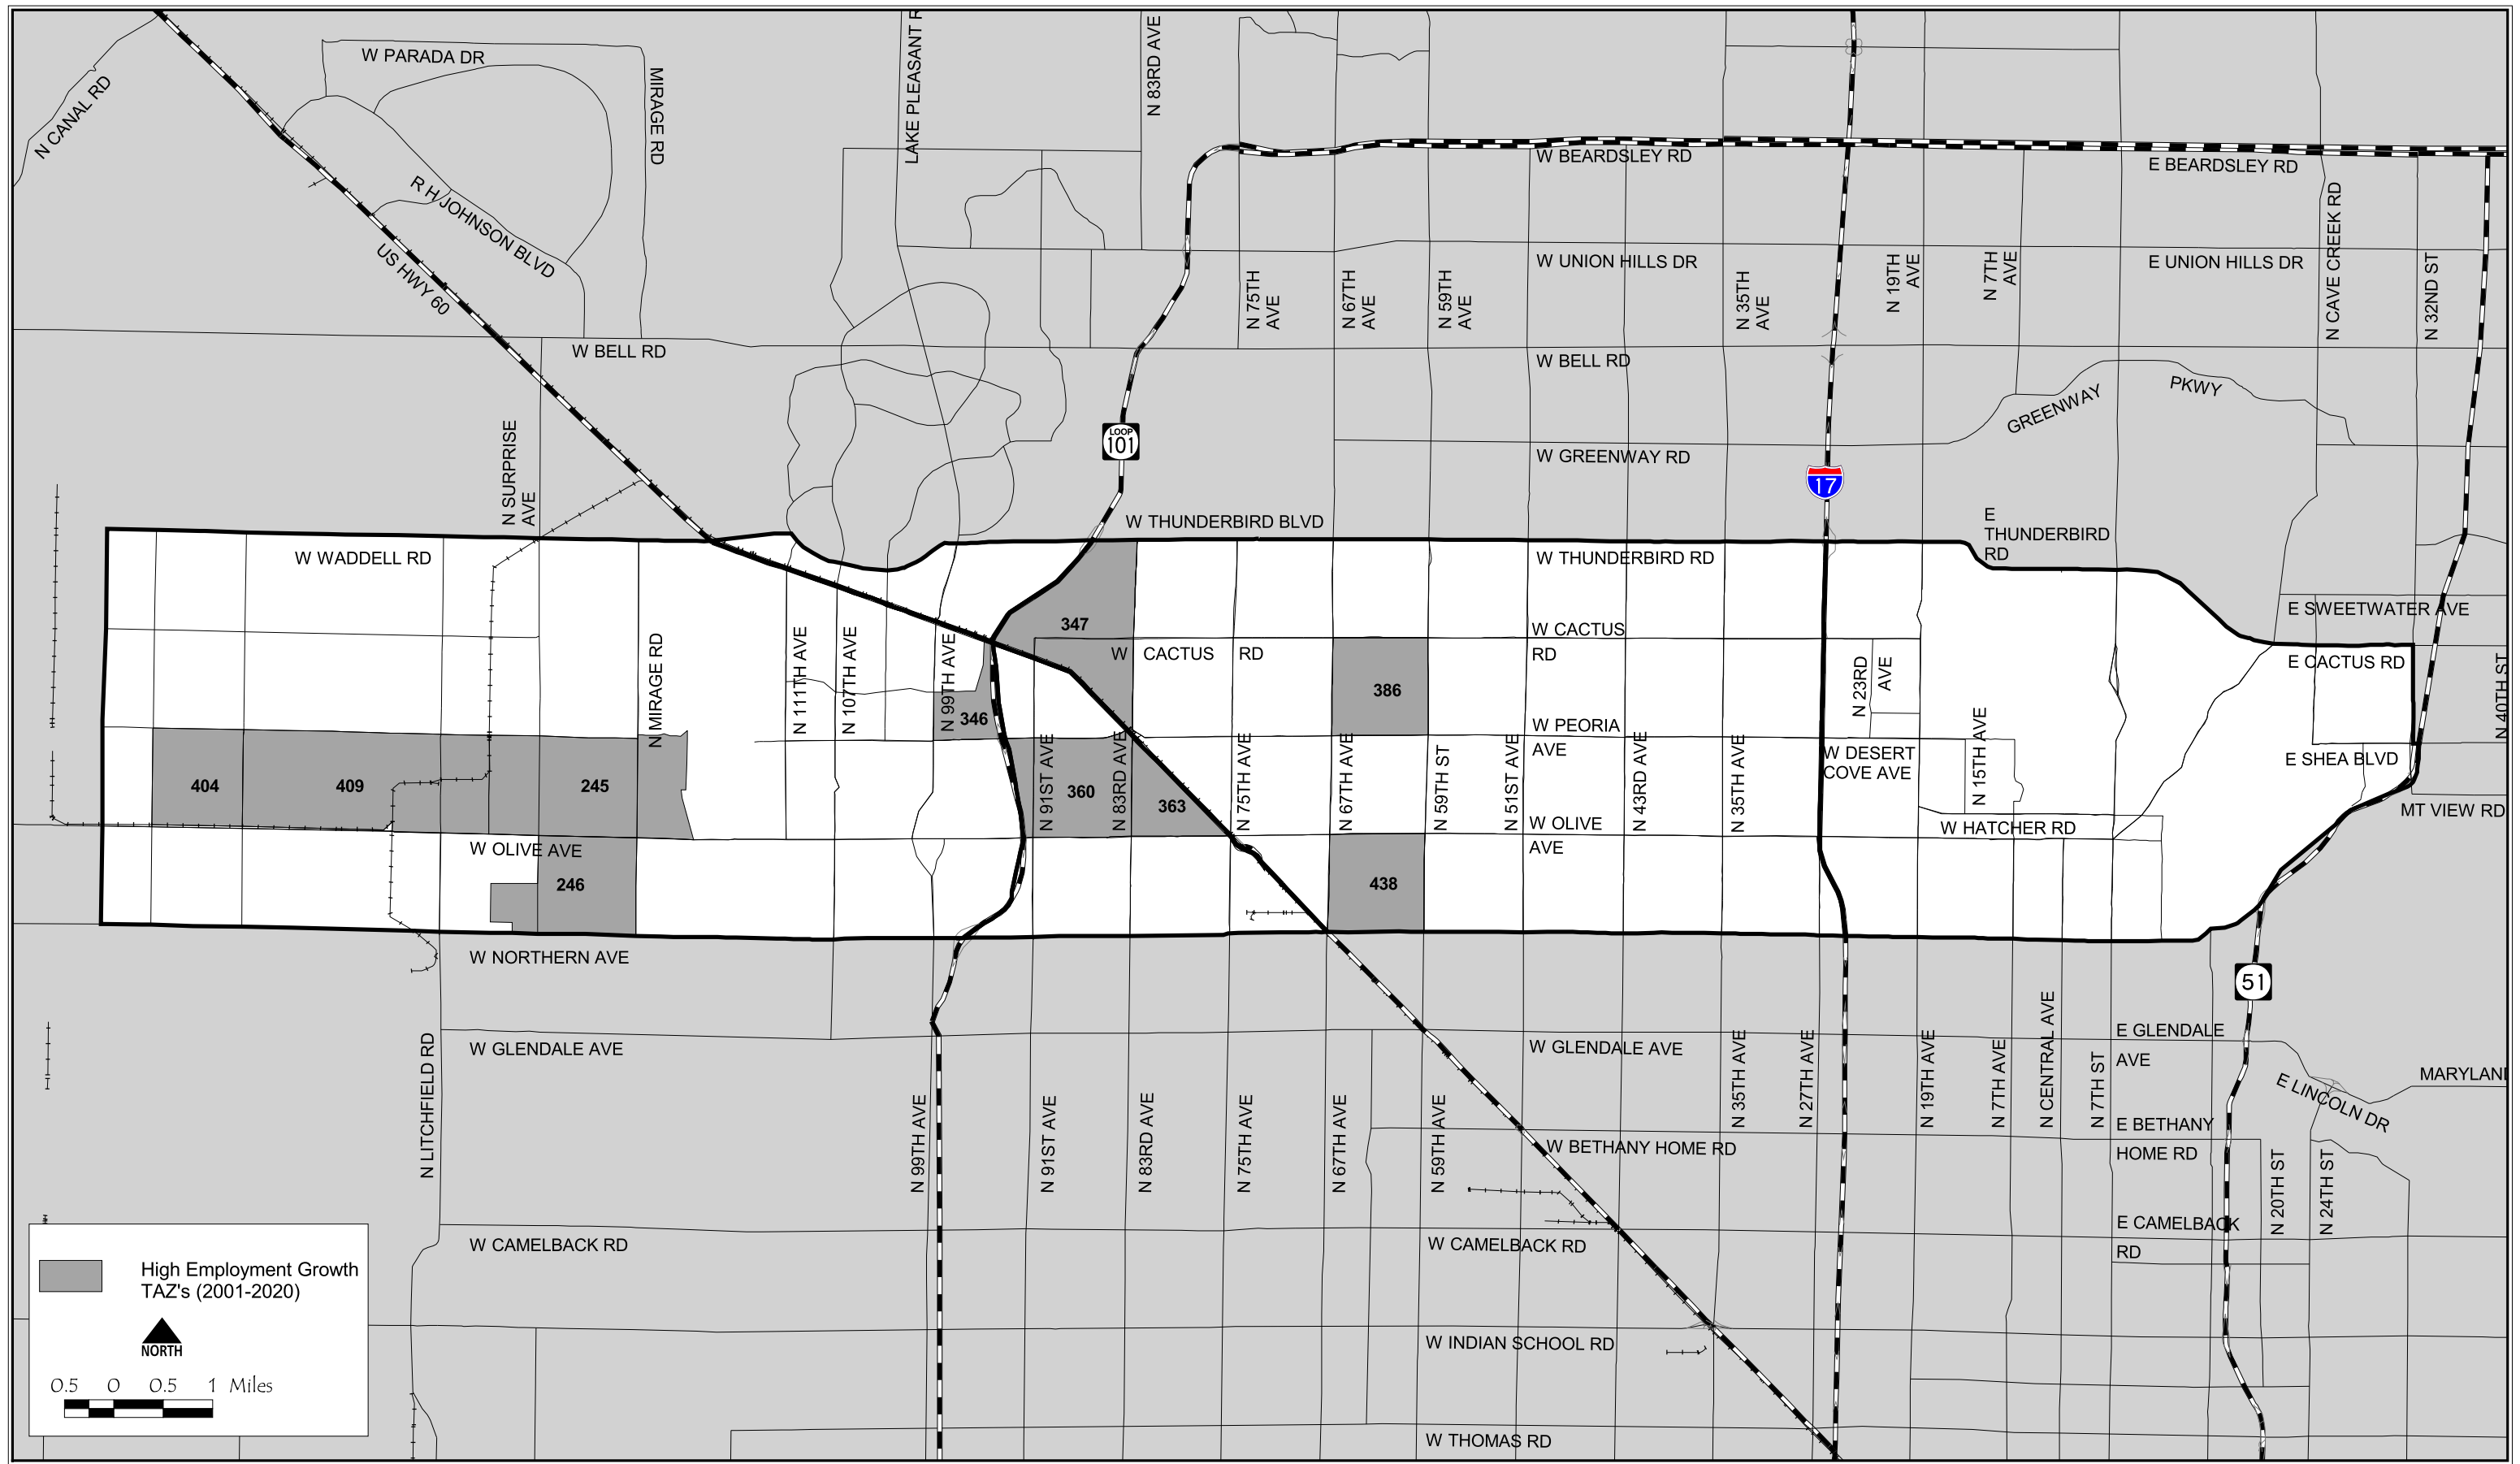 W PARADA DR
MIRAGE RD
N CANAL RD
LAKE PLEASANT R
N 83RD AVE
W BEARDSLEY RD
E BEARDSLEY RD
R H JOHNSON BLVD
US HWY 60
W UNION HILLS DR
E UNION HILLS DR
N CAVE CREEK RD
N 32ND ST
N 75TH
AVE
N 67TH
AVE
N 59TH
AVE
N 35TH
AVE
N 19TH
AVE
N 7TH
AVE
W BELL RD
W BELL RD
GREENWAY
PKWY
LOOP
101
W GREENWAY RD
17
N SURPRISE
AVE
W THUNDERBIRD BLVD
E
THUNDERBIRD
RD
W WADDELL RD
W THUNDERBIRD RD
E SWEETWATER AVE
347
W CACTUS
RD
W CACTUS RD
E CACTUS RD
N MIRAGE RD
N 111TH AVE
N 107TH AVE
N 99TH AVE
346
386
N 23RD
AVE
N 40TH ST
W PEORIA
AVE
W DESERT
COVE AVE
N 15TH AVE
E SHEA BLVD
404
409
245
360
363
N 91ST AVE
N 83RD AVE
N 75TH AVE
N 67TH AVE
N 59TH ST
N 51ST AVE
N 43RD AVE
N 35TH AVE
MT VIEW RD
W OLIVE
AVE
W HATCHER RD
W OLIVE AVE
246
438
W NORTHERN AVE
51
N LITCHFIELD RD
W GLENDALE AVE
W GLENDALE AVE
E GLENDALE
AVE
N 35TH AVE
N 27TH AVE
N 19TH AVE
N 7TH AVE
N CENTRAL AVE
N 7TH ST
E LINCOLN DR
MARYLAN
N 99TH AVE
N 91ST AVE
N 83RD AVE
N 75TH AVE
N 67TH AVE
N 59TH AVE
W BETHANY HOME RD
E BETHANY
HOME RD
N 20TH ST
N 24TH ST
W CAMELBACK RD
W CAMELBACK RD
E CAMELBACK
RD
W INDIAN SCHOOL RD
W THOMAS RD
High Employment Growth
TAZ's (2001-2020)
NORTH
0.5 0 0.5 1 Miles